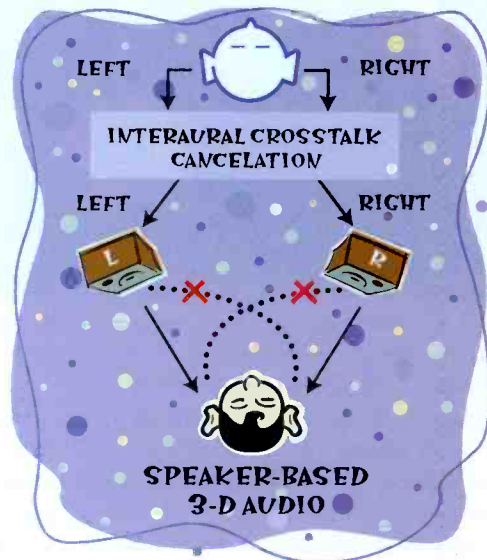 LEFT
RIGHT
INTERAURAL CROSSTALK
CANCELATION
LEFT
RIGHT
L
R
SPEAKER-BASED
3-D AUDIO